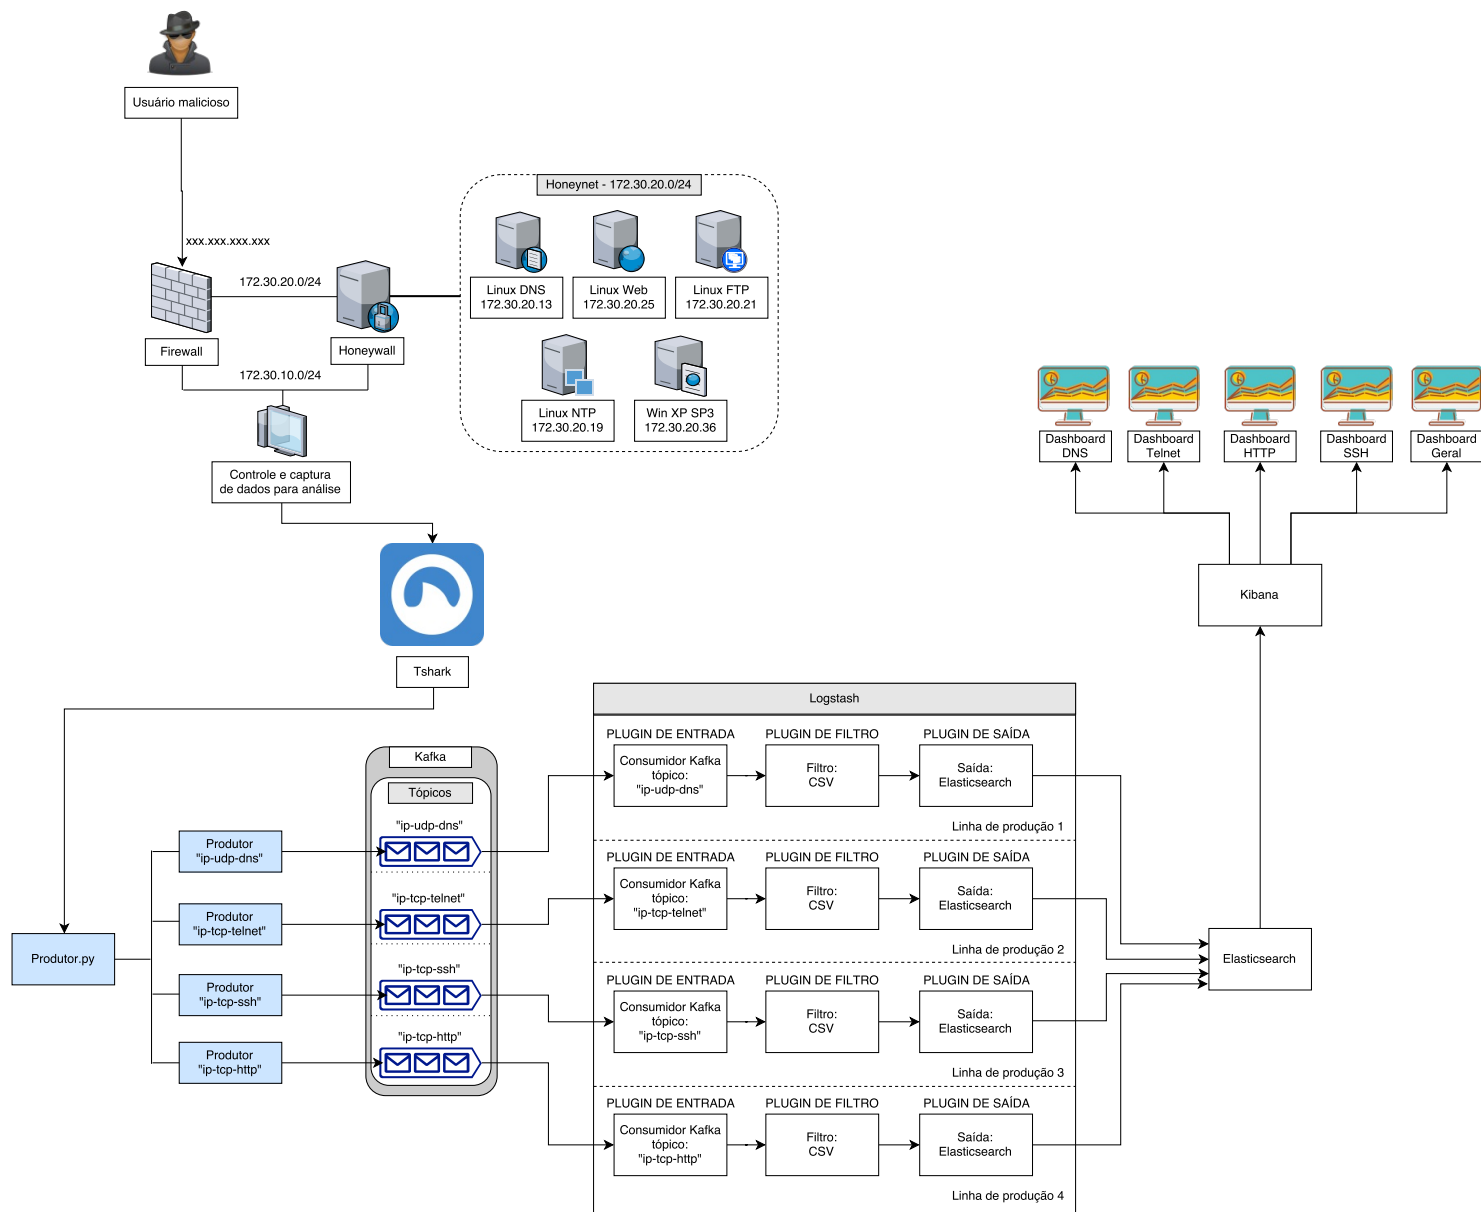 Usuário malicioso
xxx.xxx.xxx.xxx
172.30.20.0/24
Firewall
Honeywall
172.30.10.0/24
Honeynet - 172.30.20.0/24
Linux DNS
172.30.20.13
Linux Web
172.30.20.25
Linux FTP
172.30.20.21
Linux NTP
172.30.20.19
Win XP SP3
172.30.20.36
Controle e captura
de dados para análise
Tshark
Produtor.py
Produtor
"ip-udp-dns"
Produtor
"ip-tcp-telnet"
Produtor
"ip-tcp-ssh"
Produtor
"ip-tcp-http"
Kafka
Tópicos
"ip-udp-dns"
"ip-tcp-telnet"
"ip-tcp-ssh"
"ip-tcp-http"
Logstash
PLUGIN DE ENTRADA
Consumidor Kafka
tópico:
"ip-udp-dns"
PLUGIN DE FILTRO
Filtro:
CSV
PLUGIN DE SAÍDA
Saída:
Elasticsearch
Linha de produção 1
PLUGIN DE ENTRADA
Consumidor Kafka
tópico:
"ip-tcp-telnet"
PLUGIN DE FILTRO
Filtro:
CSV
PLUGIN DE SAÍDA
Saída:
Elasticsearch
Linha de produção 2
PLUGIN DE ENTRADA
Consumidor Kafka
tópico:
"ip-tcp-ssh"
PLUGIN DE FILTRO
Filtro:
CSV
PLUGIN DE SAÍDA
Saída:
Elasticsearch
Linha de produção 3
PLUGIN DE ENTRADA
Consumidor Kafka
tópico:
"ip-tcp-http"
PLUGIN DE FILTRO
Filtro:
CSV
PLUGIN DE SAÍDA
Saída:
Elasticsearch
Linha de produção 4
Elasticsearch
Kibana
Dashboard
DNS
Dashboard
Telnet
Dashboard
HTTP
Dashboard
SSH
Dashboard
Geral